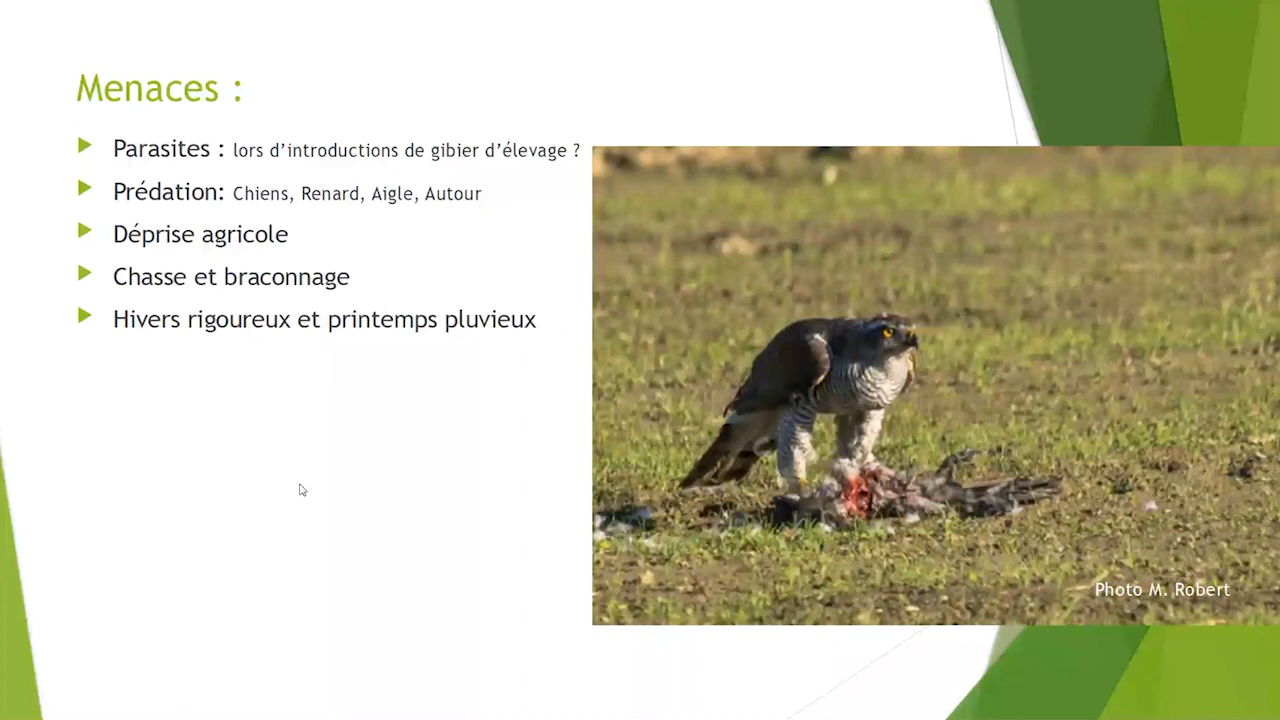 Menaces :
Parasites : lors d’introductions de gibier d’élevage ?
Prédation: Chiens, Renard, Aigle, Autour
Déprise agricole
Chasse et braconnage
Hivers rigoureux et printemps pluvieux
Photo M. Robert